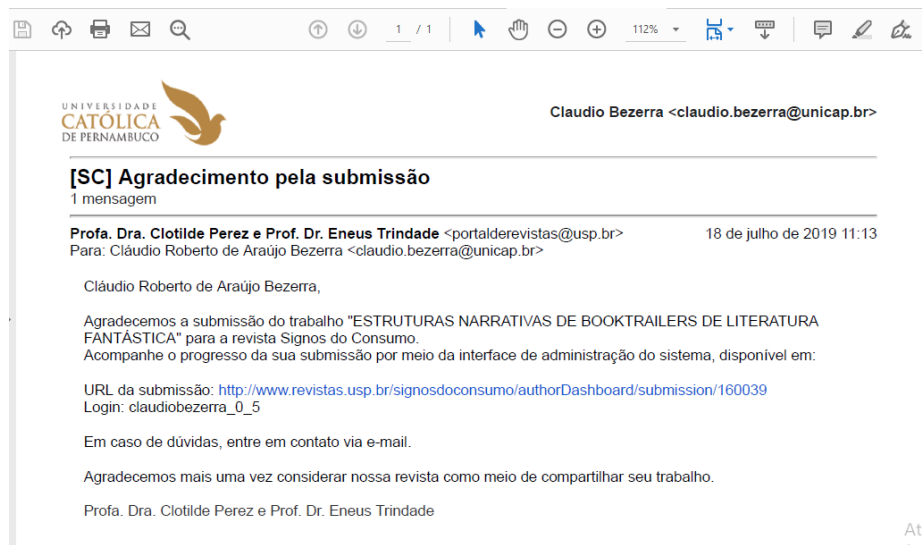 1 / 1
112%
UNIVERSIDADE
CATÓLICA
DE PERNAMBUCO
Claudio Bezerra <claudio.bezerra@unicap.br>
[SC] Agradecimento pela submissão
1 mensagem
Profa. Dra. Clotilde Perez e Prof. Dr. Eneus Trindade <portalderevistas@usp.br> 18 de julho de 2019 11:13
Para: Cláudio Roberto de Araújo Bezerra <claudio.bezerra@unicap.br>
Cláudio Roberto de Araújo Bezerra,
Agradecemos a submissão do trabalho "ESTRUTURAS NARRATIVAS DE BOOKTRAILERS DE LITERATURA
FANTÁSTICA" para a revista Signos do Consumo.
Acompanhe o progresso da sua submissão por meio da interface de administração do sistema, disponível em:
URL da submissão: http://www.revistas.usp.br/signosdoconsumo/authorDashboard/submission/160039
Login: claudiobezerra_0_5
Em caso de dúvidas, entre em contato via e-mail.
Agradecemos mais uma vez considerar nossa revista como meio de compartilhar seu trabalho.
Profa. Dra. Clotilde Perez e Prof. Dr. Eneus Trindade
At